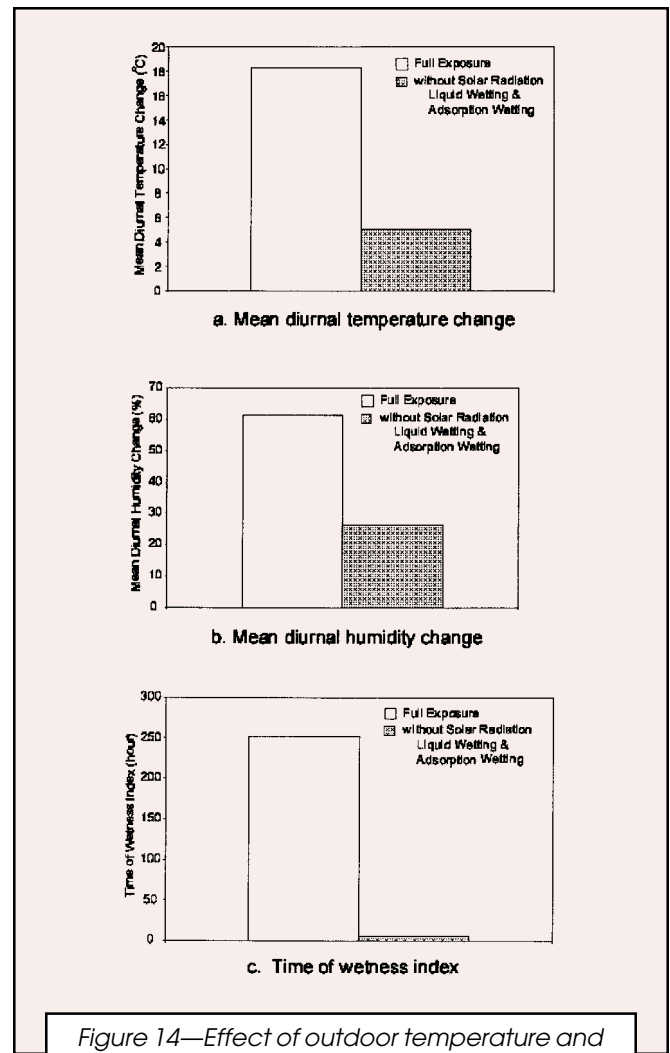 20
18
16
14
12
10
8
6
4
2
0
Mean Diurnal Temperature Change (°C)
Full Exposure
without Solar Radiation
Liquid Wetting &
Adsorption Wetting
a. Mean diurnal temperature change
70
60
50
40
30
20
10
0
Mean Diurnal Humidity Change (%)
Full Exposure
without Solar Radiation
Liquid Wetting &
Adsorption Wetting
b. Mean diurnal humidity change
300
250
200
150
100
50
0
Time of Wetness Index (hour)
Full Exposure
without Solar Radiation
Liquid Wetting &
Adsorption Wetting
c. Time of wetness index
Figure 14—Effect of outdoor temperature and